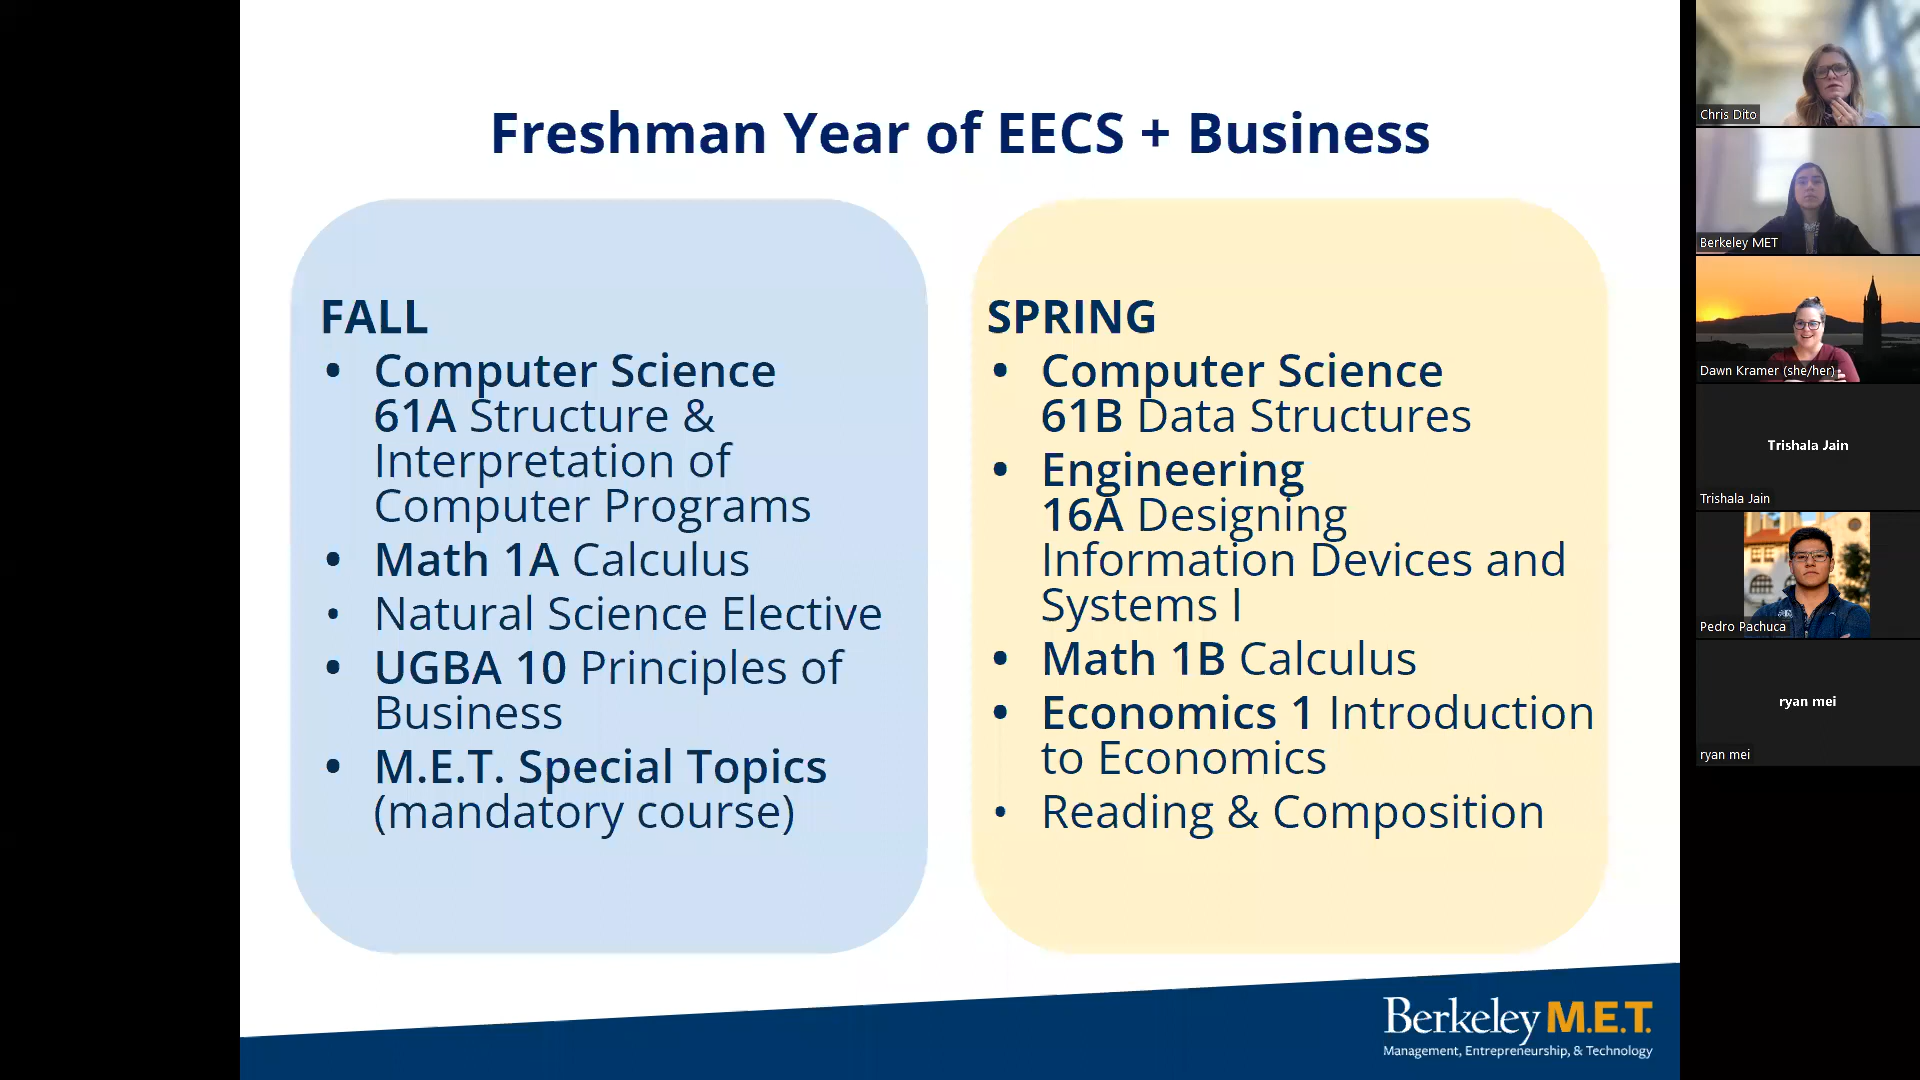 Freshman Year of EECS + Business
FALL
• Computer Science
61A Structure &
Interpretation of
Computer Programs
• Math 1A Calculus
• Natural Science Elective
• UGBA 10 Principles of
Business
• M.E.T. Special Topics
(mandatory course)
SPRING
• Computer Science
61B Data Structures
• Engineering
16A Designing
Information Devices and
Systems I
• Math 1B Calculus
• Economics 1 Introduction
to Economics
• Reading & Composition
Berkeley M.E.T.
Management, Entrepreneurship, & Technology
Chris Dito
Berkeley MET
Dawn Kramer (she/her)
Trishala Jain
Trishala Jain
Pedro Pachuca
ryan mei
ryan mei